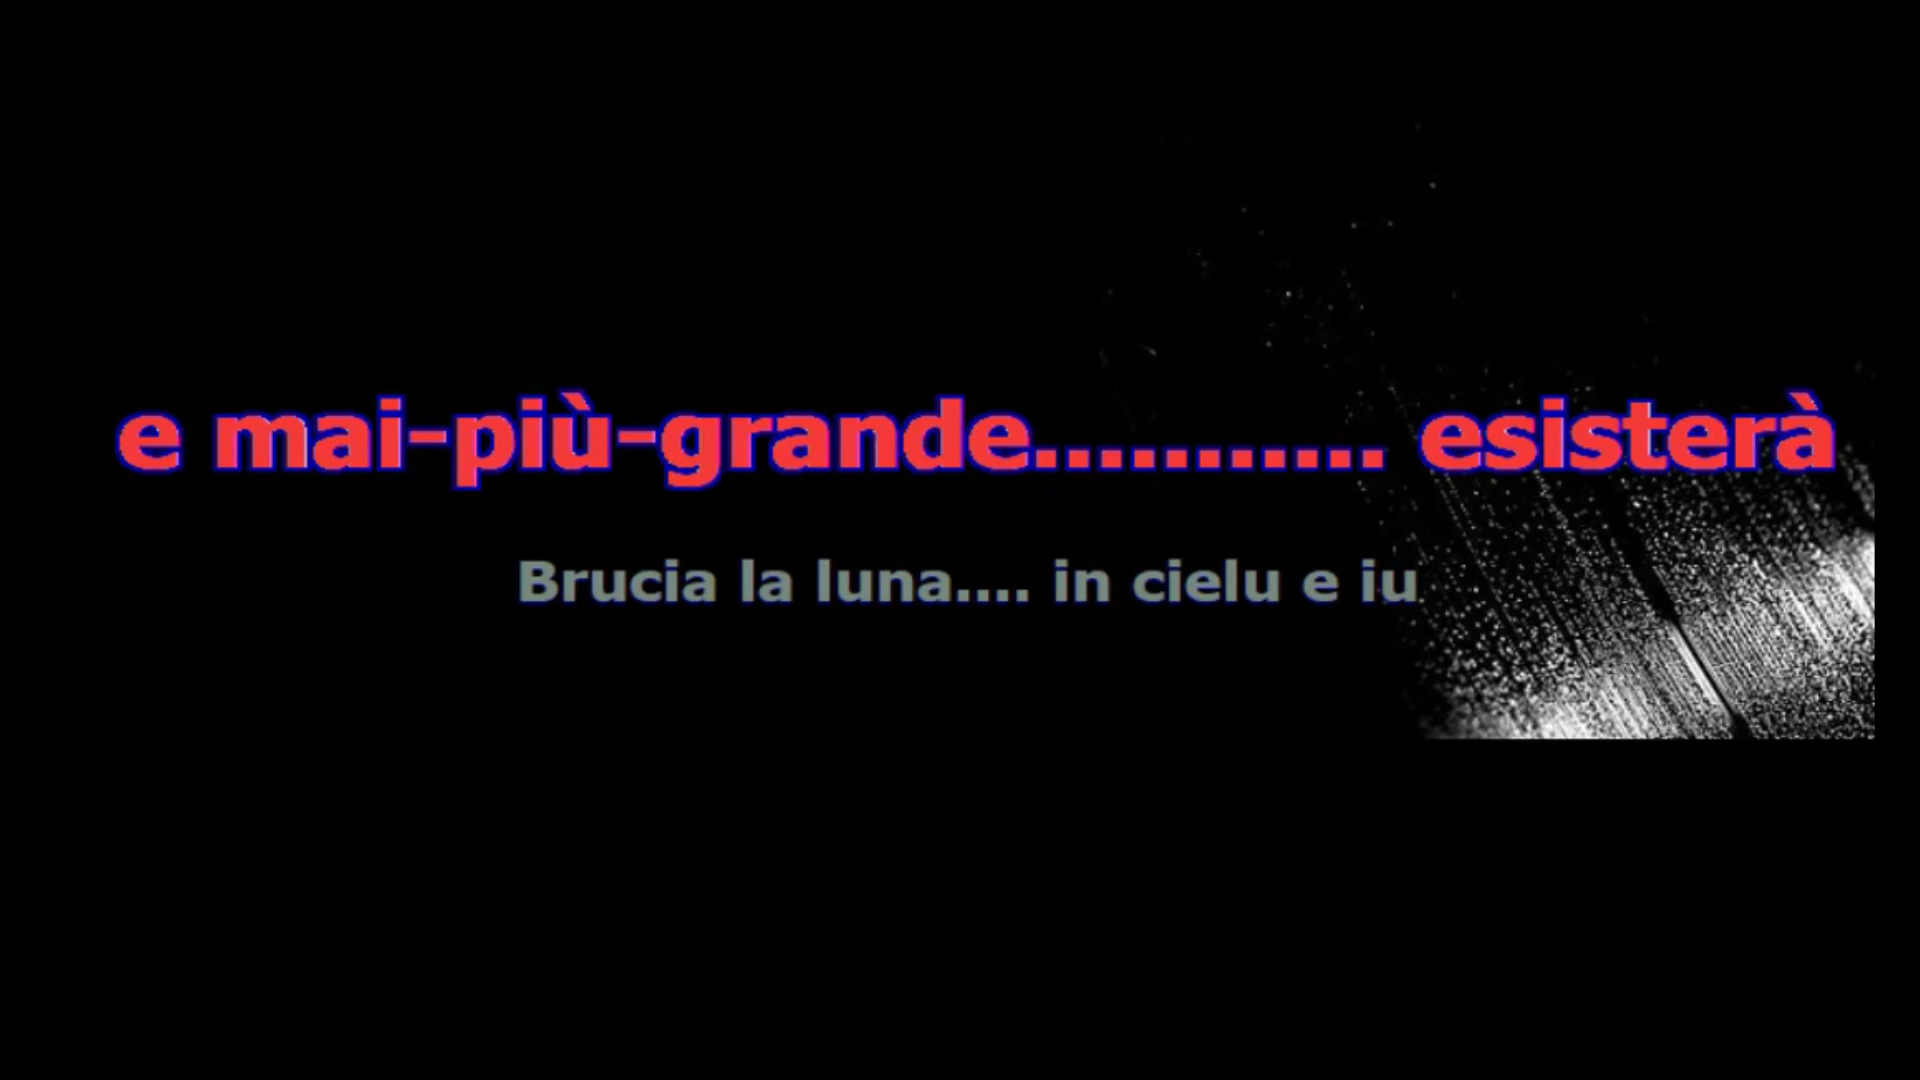 e mai-più-grande........... esisterà
Brucia la luna.... in cielu e iu